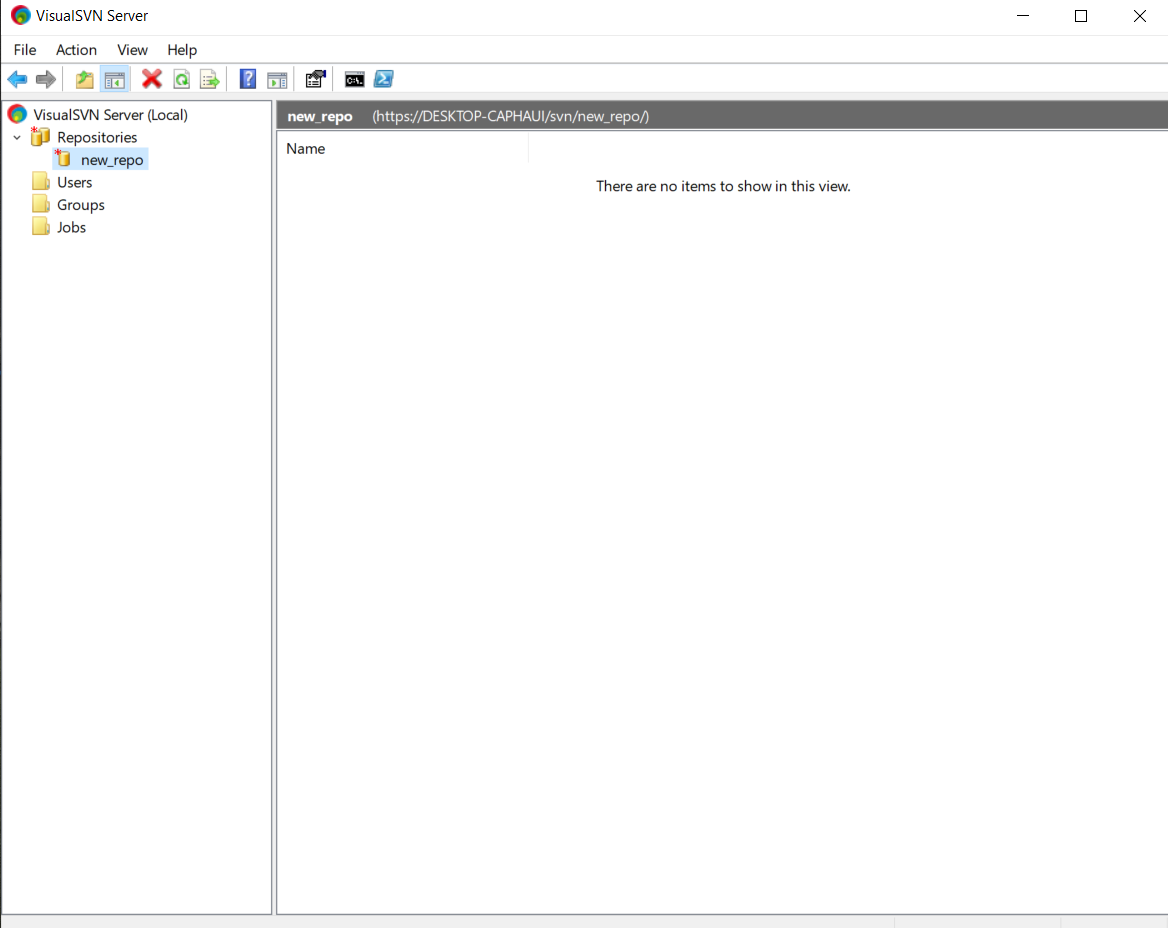 VisualSVN Server
File Action View Help
C:\.
VisualSVN Server (Local)
Repositories
new_repo
Users
Groups
Jobs
new_repo (https://DESKTOP-CAPHAUI/svn/new_repo/)
Name
There are no items to show in this view.